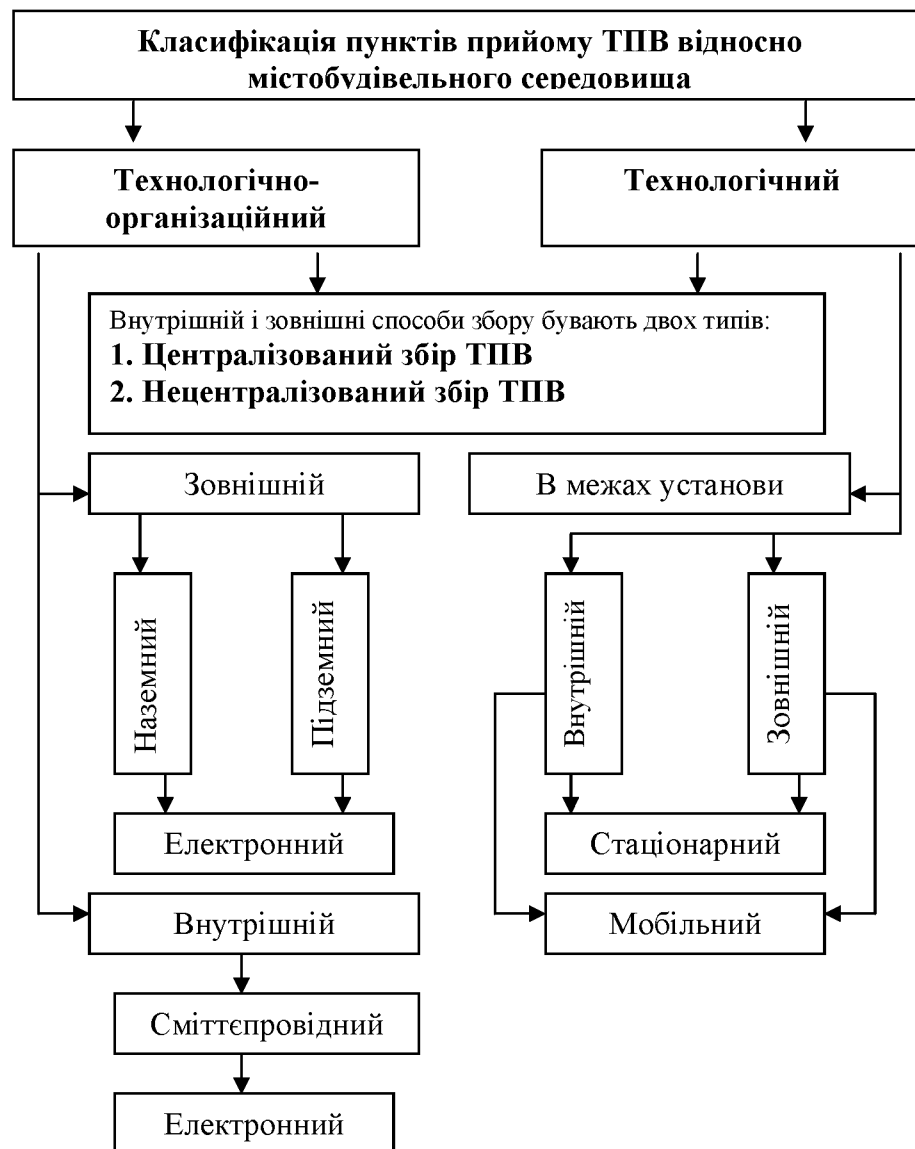 Класифікація пунктів прийому ТПВ відносно
містобудівельного середовища
Технологічно-
організаційний
Технологічний
Внутрішній і зовнішні способи збору бувають двох типів:
1. Централізований збір ТПВ
2. Нецентралізований збір ТПВ
Зовнішній
В межах установи
Наземний
Підземний
Внутрішній
Зовнішній
Електронний
Стаціонарний
Внутрішній
Мобільний
Сміттєпровідний
Електронний